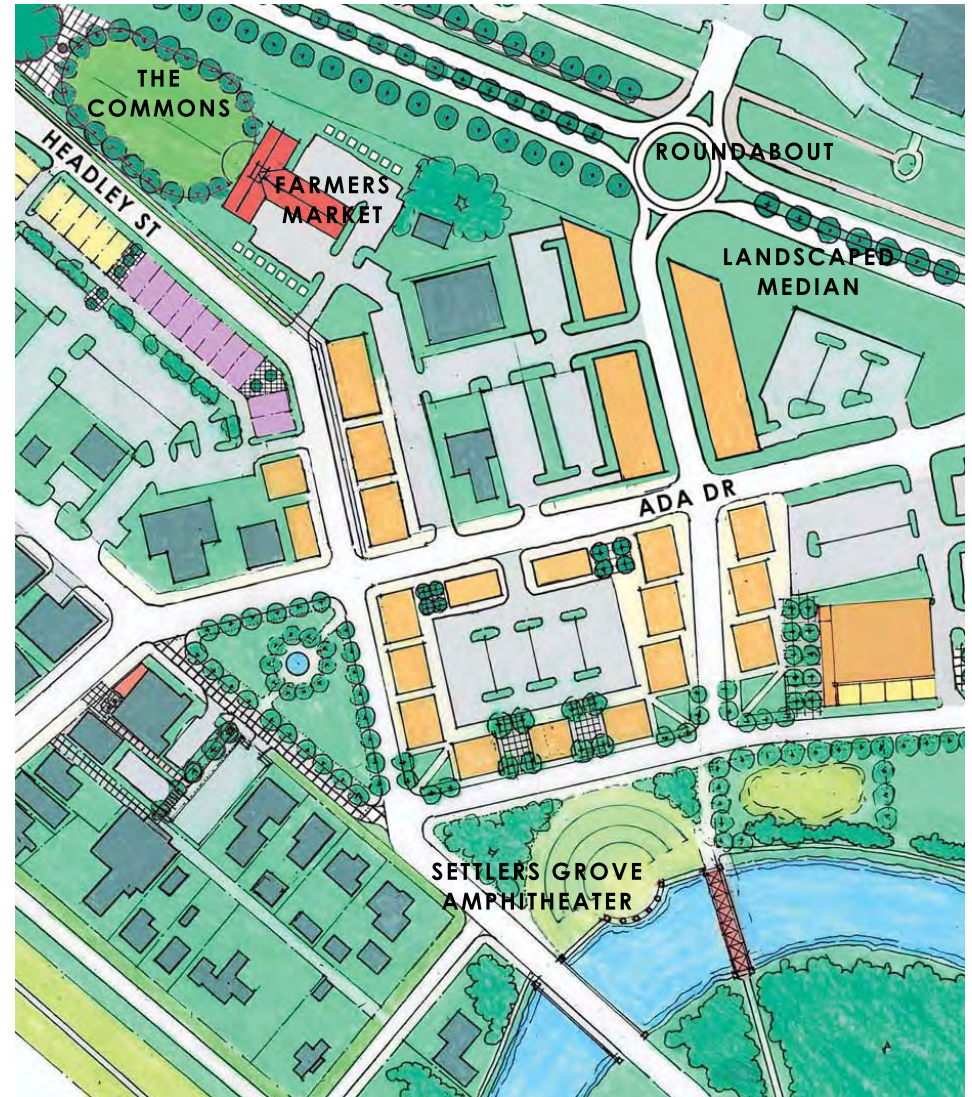 THE
COMMONS
HEADLEY ST
FARMERS
MARKET
ROUNDABOUT
LANDSCAPED
MEDIAN
ADA DR
SETTLERS GROVE
AMPHITHEATER